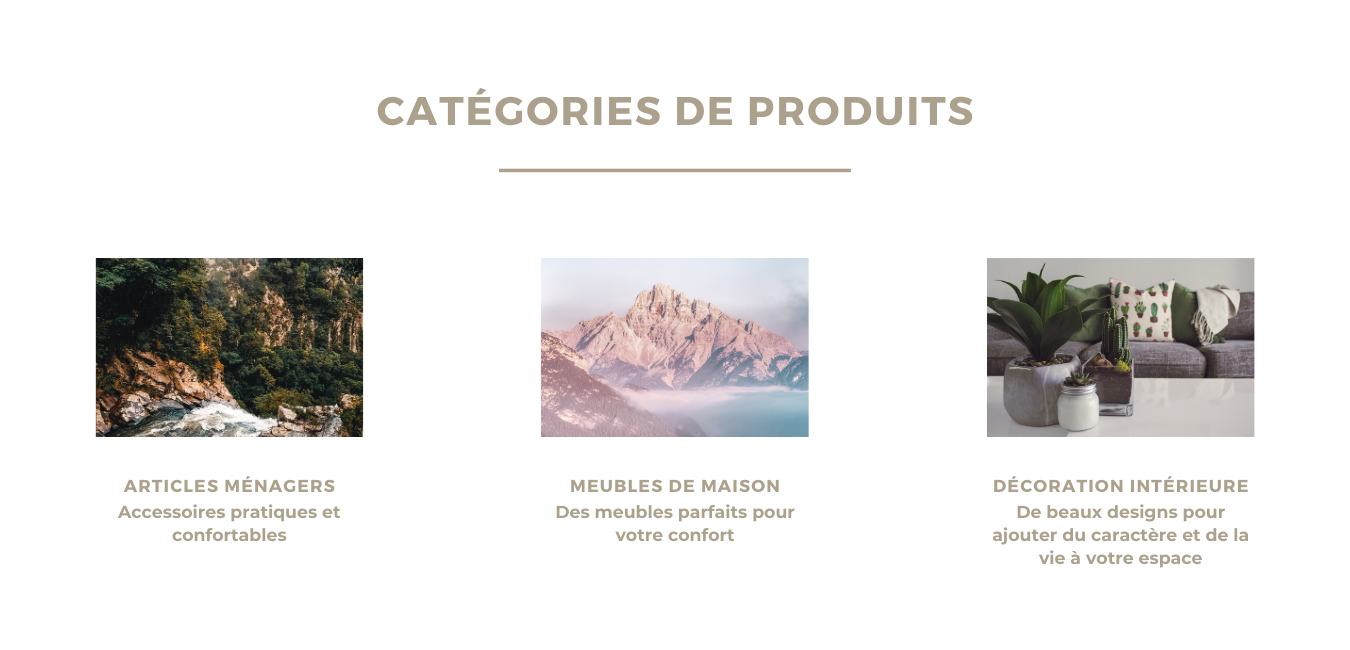 CATÉGORIES DE PRODUITS
ARTICLES MÉNAGERS
Accessoires pratiques et
confortables
MEUBLES DE MAISON
Des meubles parfaits pour
votre confort
DÉCORATION INTÉRIEURE
De beaux designs pour
ajouter du caractère et de la
vie à votre espace